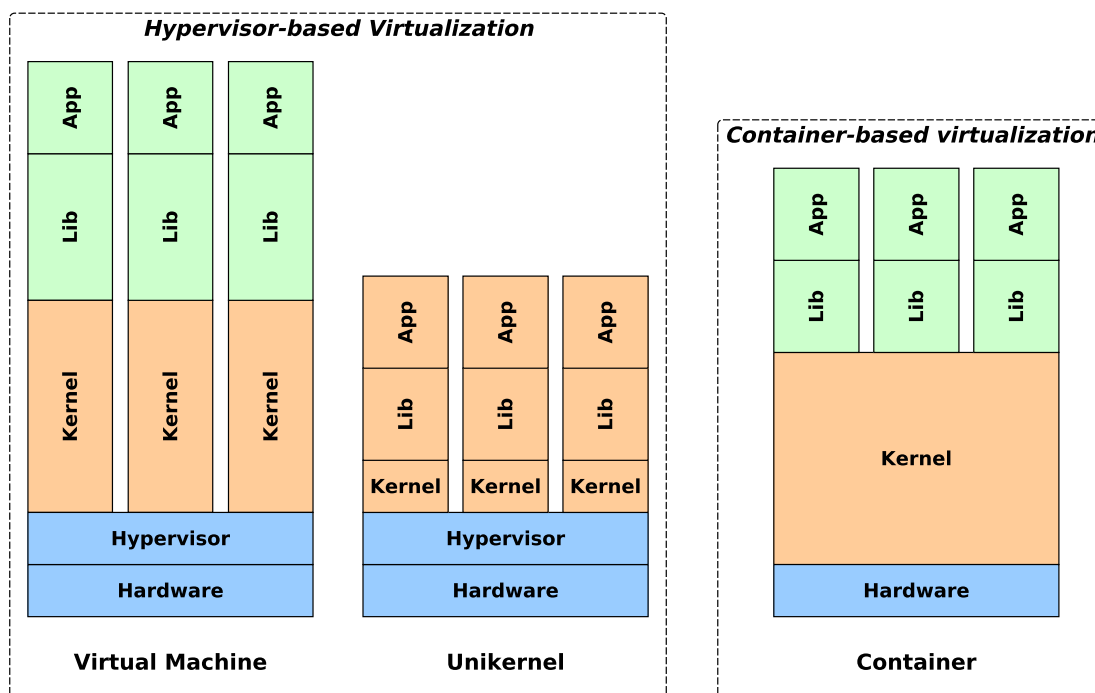 Hypervisor-based Virtualization
App App App
Lib Lib Lib
Kernel Kernel Kernel
Hypervisor
Hardware
Virtual Machine
App App App
Lib Lib Lib
Kernel Kernel Kernel
Hypervisor
Hardware
Unikernel
Container-based virtualization
App App App
Lib Lib Lib
Kernel
Hardware
Container